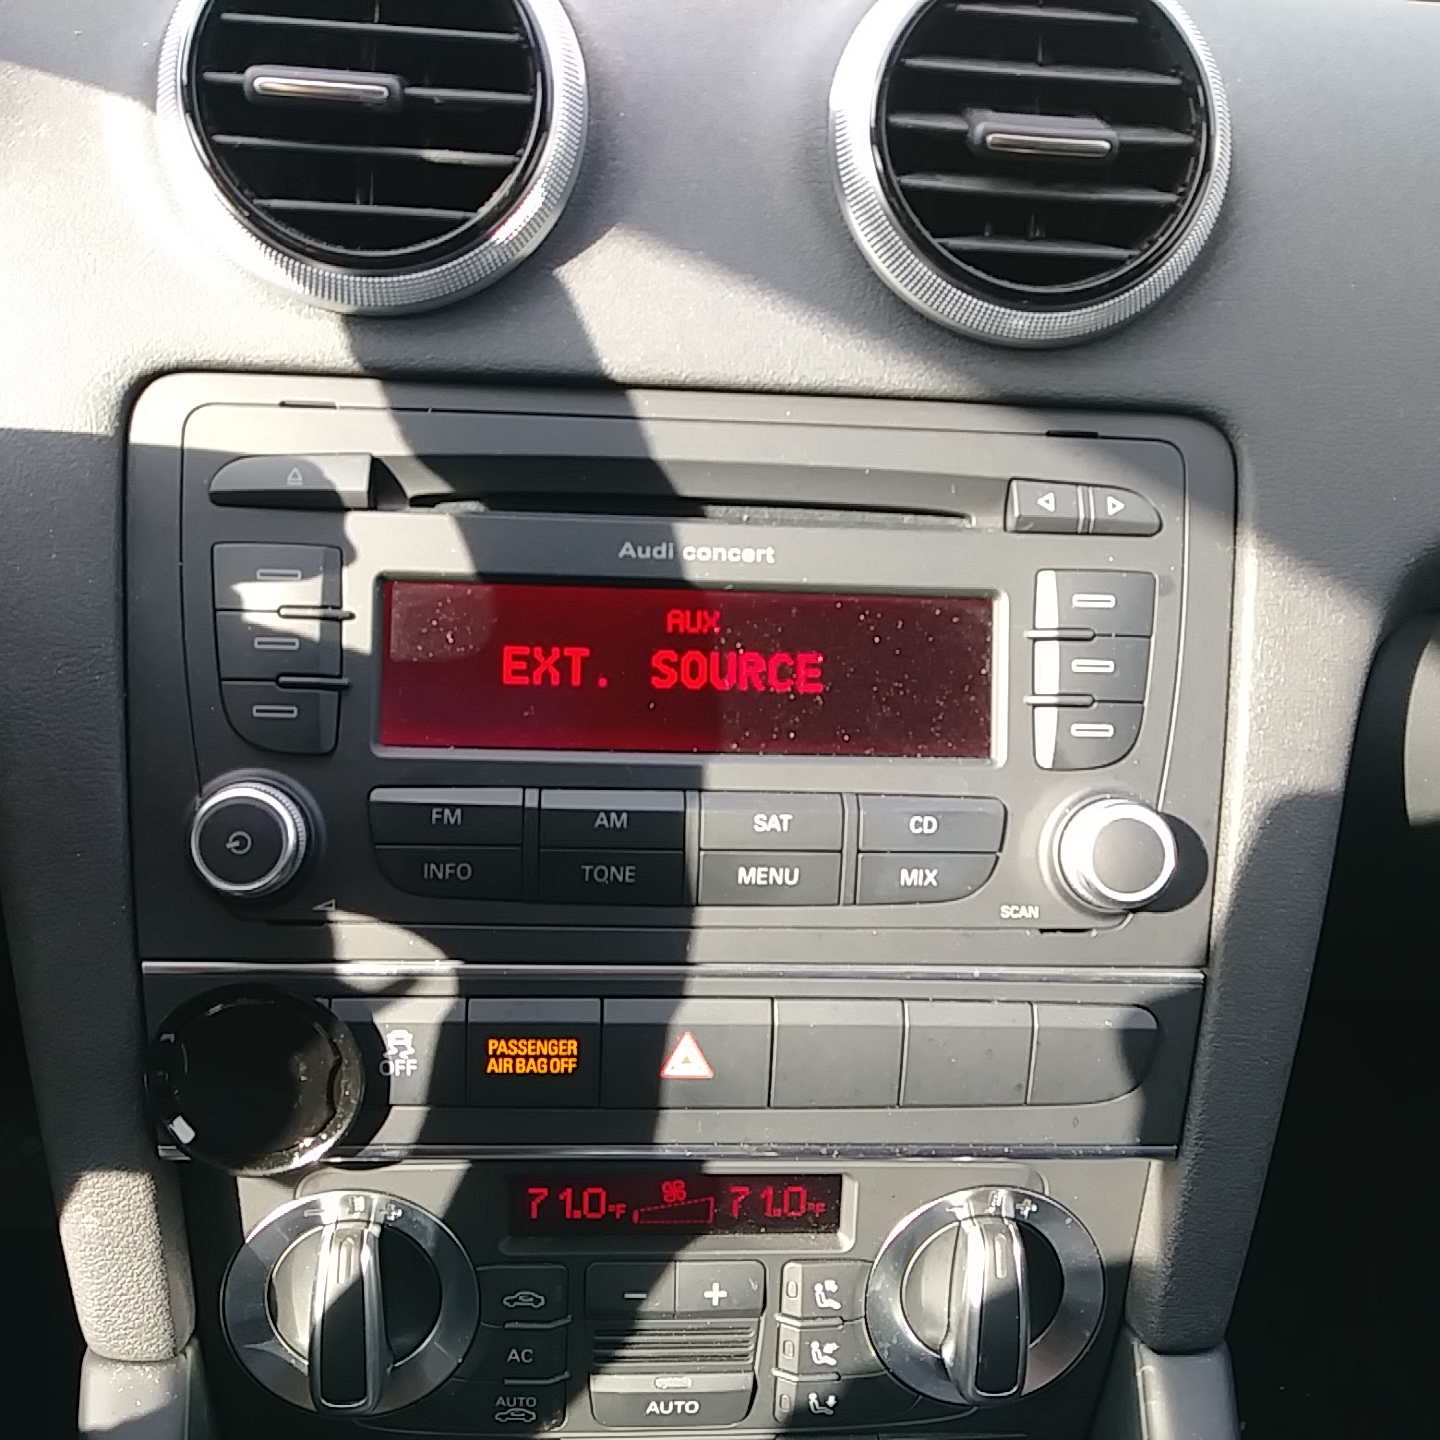 Audi concert
AUX
EXT. SOURCE
FM AM SAT CD
INFO TONE MENU MIX
SCAN
OFF
PASSENGER
AIR BAG OFF
71.0°F 71.0°F
- +
- +
- +
AC
AUTO
AUTO